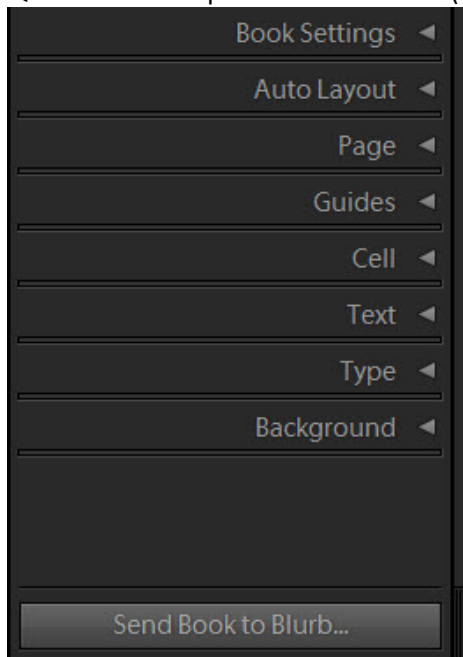 Book Settings
Auto Layout
Page
Guides
Cell
Text
Type
Background
Send Book to Blurb...